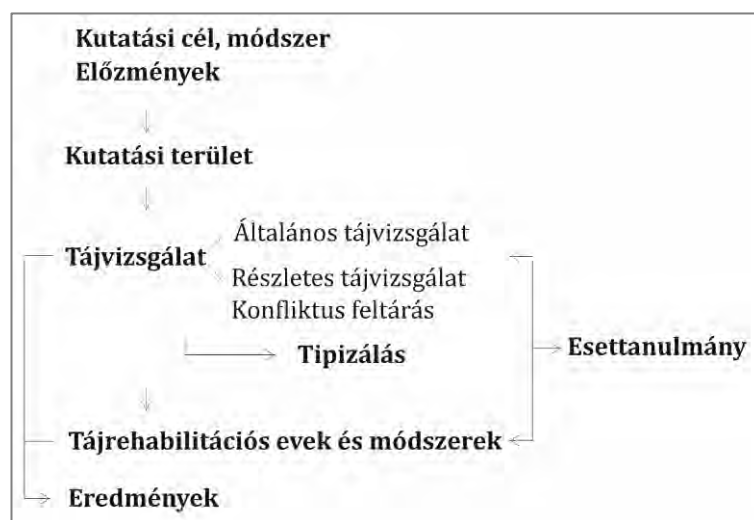 Kutatási cél, módszer
Előzmények
Kutatási terület
Tájvizsgálat
Általános tájvizsgálat
Részletes tájvizsgálat
Konfliktus feltárás
Tipizálás
Esettanulmány
Tájrehabilitációs evek és módszerek
Eredmények